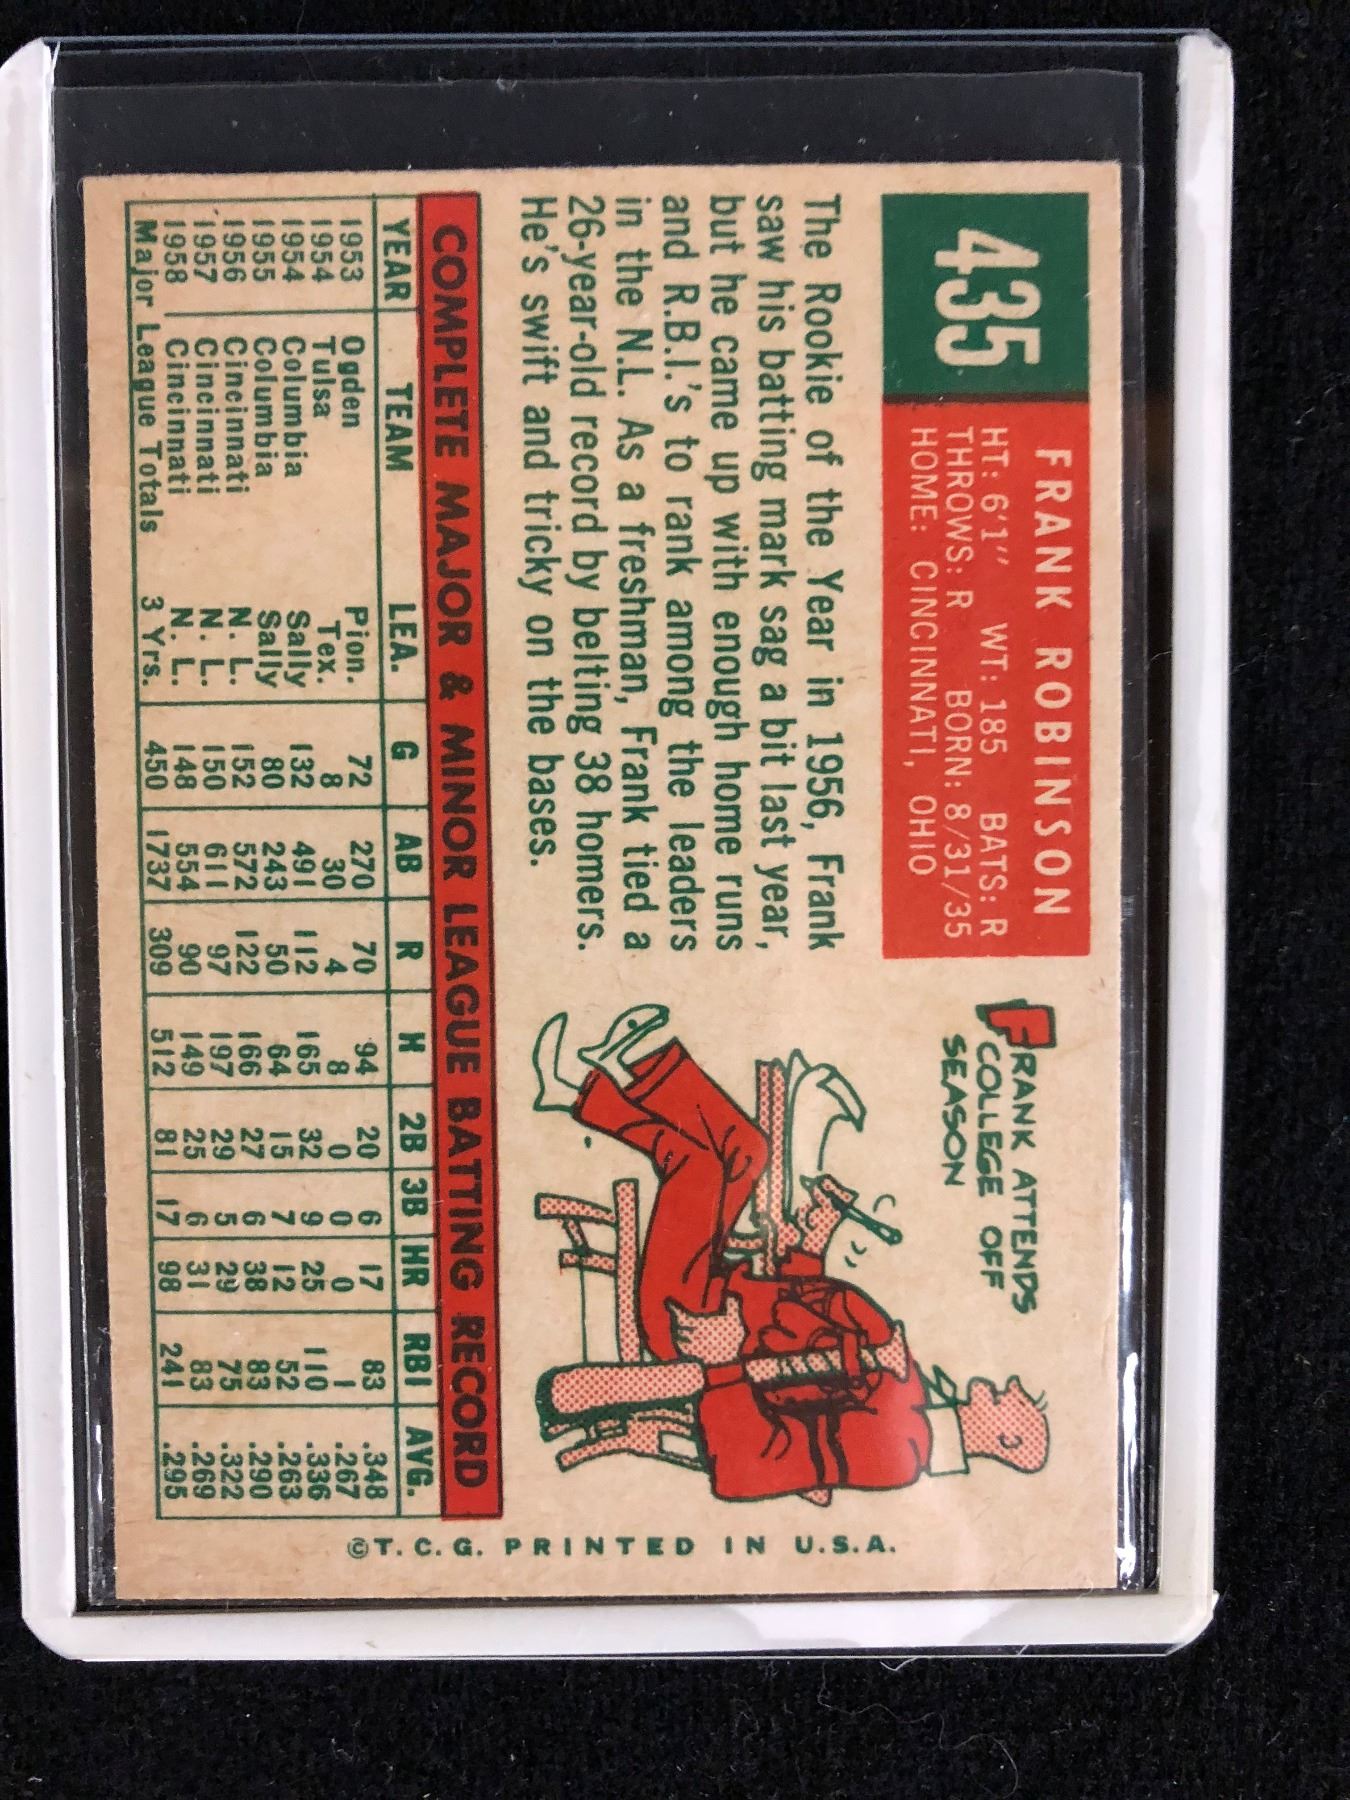 435
FRANK ROBINSON
HT: 6'1" WT: 185 BATS: R
THROWS: R BORN: 8/31/35
HOME: CINCINNATI, OHIO
The Rookie of the Year in 1956, Frank
saw his batting mark sag a bit last year,
but he came up with enough home runs
and R.B.I.'s to rank among the leaders
in the N.L. As a freshman, Frank tied a
26-year-old record by belting 38 homers.
He's swift and tricky on the bases.
FRANK ATTENDS
COLLEGE OFF
SEASON
COMPLETE MAJOR & MINOR LEAGUE BATTING RECORD
YEAR TEAM LEA. G AB R H 2B 3B HR RBI AVG.
1953 Ogden Pion. 72 270 70 94 20 6 17 83 .348
1954 Tulsa Tex. 8 30 4 8 0 0 0 1 .267
1954 Columbia Sally 132 491 112 165 32 9 25 110 .336
1955 Columbia Sally 80 243 50 64 15 7 12 52 .263
1956 Cincinnati N. L. 152 572 122 166 27 6 38 83 .290
1957 Cincinnati N. L. 150 611 97 197 29 5 29 75 .322
1958 Cincinnati N. L. 148 554 90 149 25 6 31 83 .269
Major League Totals 3 Yrs. 450 1737 309 512 81 17 98 241 .295
©T. C. G. PRINTED IN U.S.A.